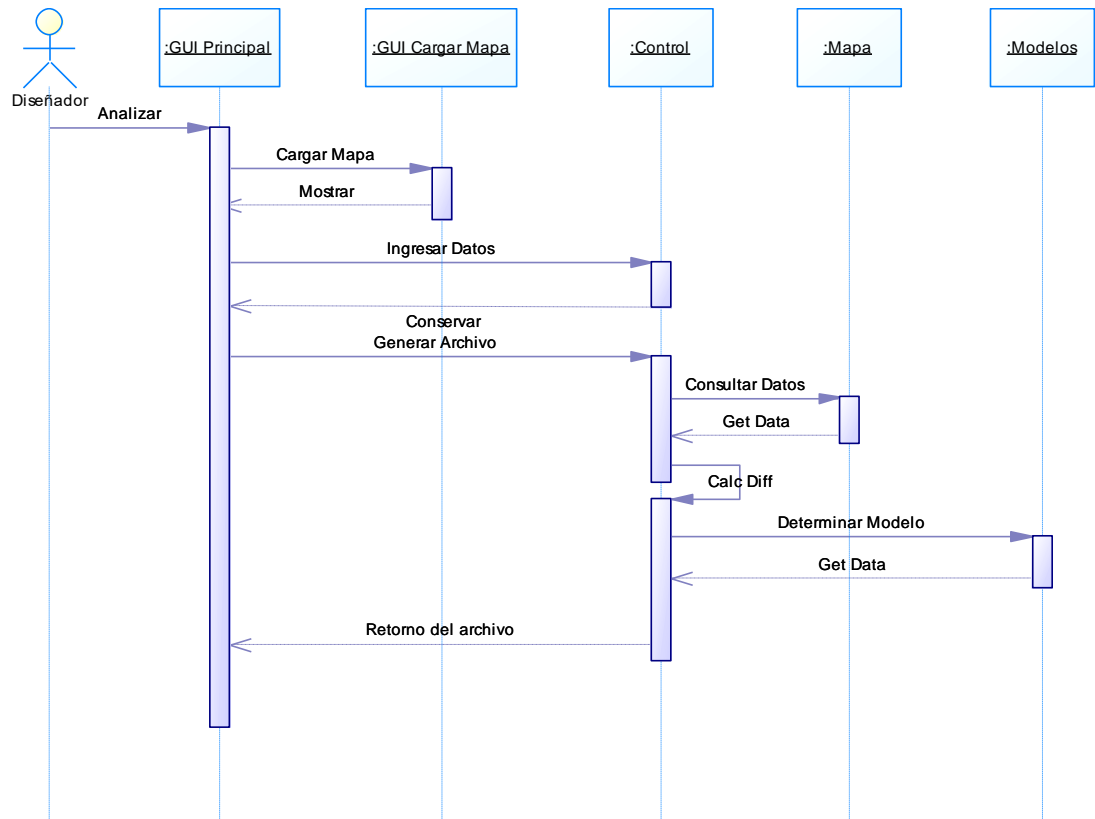 :GUI Principal
:GUI Cargar Mapa
:Control
:Mapa
:Modelos
Diseñador
Analizar
Cargar Mapa
Mostrar
Ingresar Datos
Conservar
Generar Archivo
Consultar Datos
Get Data
Calc Diff
Determinar Modelo
Get Data
Retorno del archivo